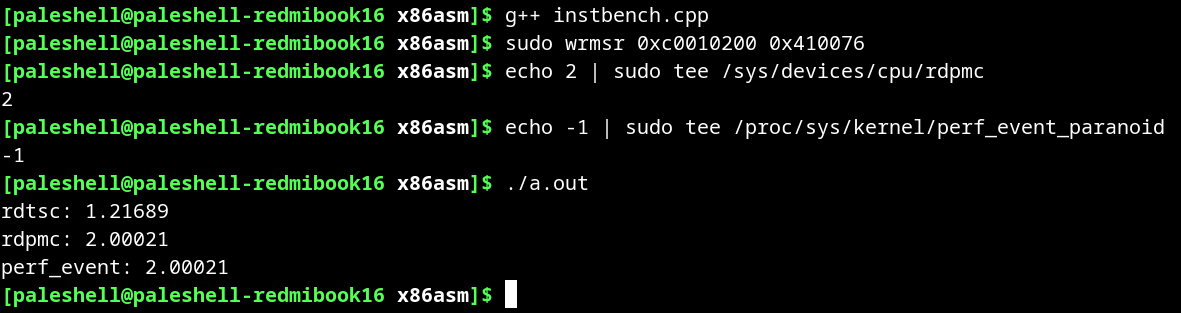 [paleshell@paleshell-redmibook16 x86asm]$ g++ instbench.cpp
[paleshell@paleshell-redmibook16 x86asm]$ sudo wrmsr 0xc0010200 0x410076
[paleshell@paleshell-redmibook16 x86asm]$ echo 2 | sudo tee /sys/devices/cpu/rdpmc
2
[paleshell@paleshell-redmibook16 x86asm]$ echo -1 | sudo tee /proc/sys/kernel/perf_event_paranoid
-1
[paleshell@paleshell-redmibook16 x86asm]$ ./a.out
rdtsc: 1.21689
rdpmc: 2.00021
perf_event: 2.00021
[paleshell@paleshell-redmibook16 x86asm]$